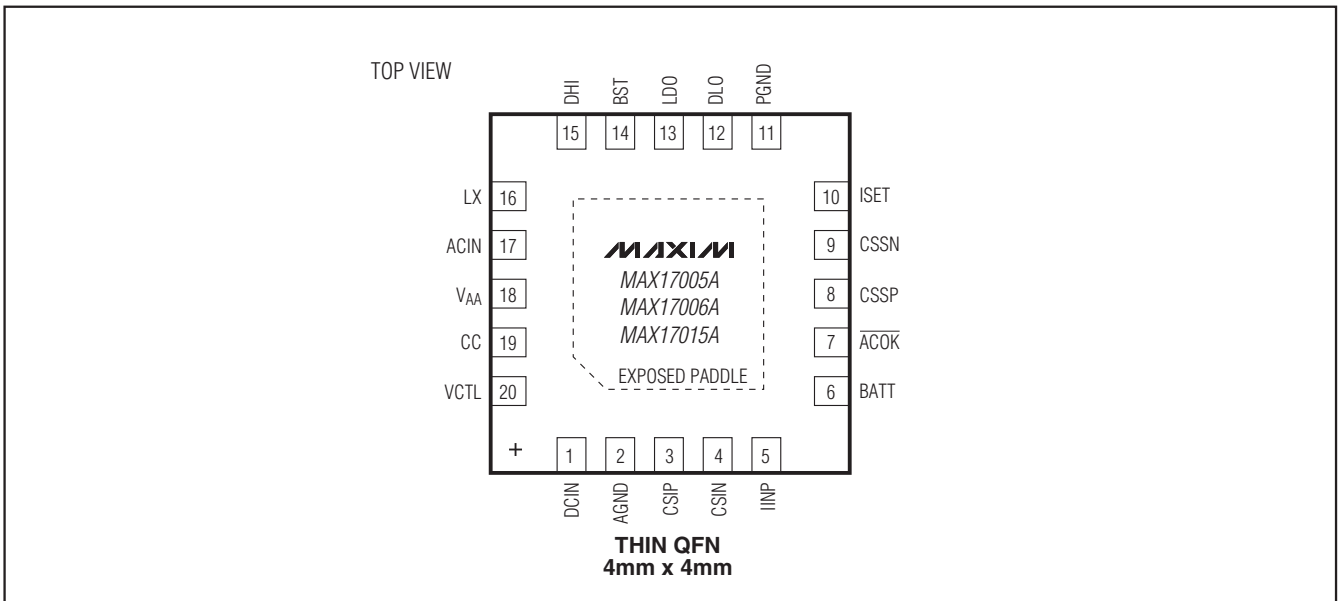 TOP VIEW
DHI
BST
LDO
DLO
PGND
15 14 13 12 11
LX 16
10 ISET
ACIN 17
9 CSSN
VAA 18
8 CSSP
CC 19
7 ACOK
VCTL 20
6 BATT
MAXIM
MAX17005A
MAX17006A
MAX17015A
EXPOSED PADDLE
+ 1 2 3 4 5
DCIN
AGND
CSIP
CSIN
IINP
THIN QFN
4mm x 4mm